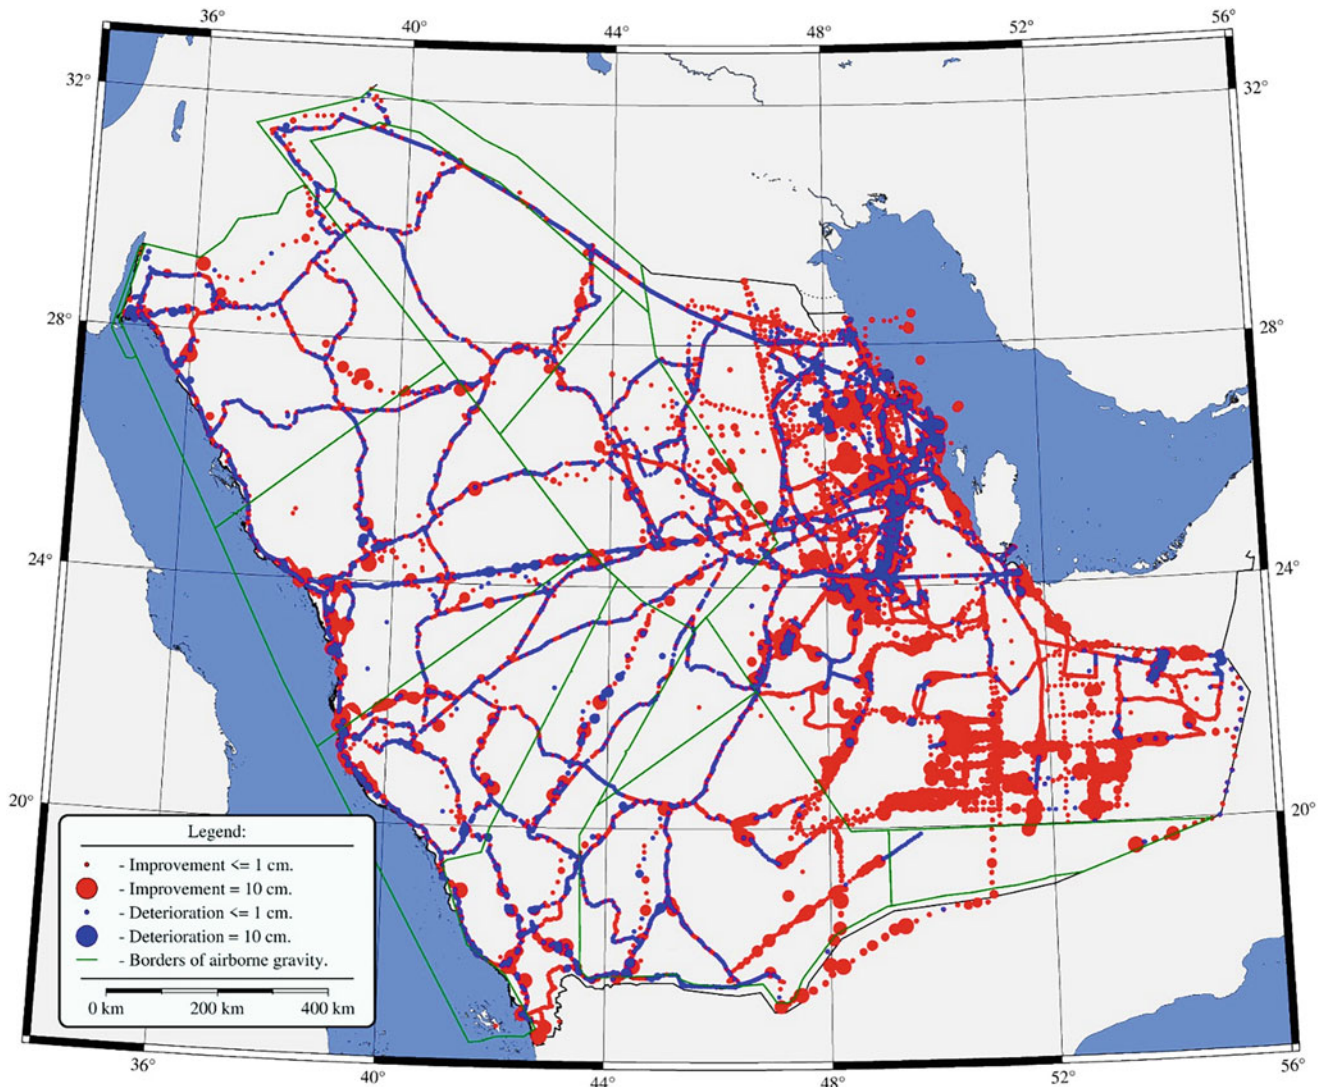 36° 40° 44° 48° 52° 56°
32° 32°
28° 28°
24° 24°
20° 20°
Legend:
- Improvement <= 1 cm.
- Improvement = 10 cm.
- Deterioration <= 1 cm.
- Deterioration = 10 cm.
- Borders of airborne gravity.
0 km 200 km 400 km
36° 40° 44° 48° 52° 56°